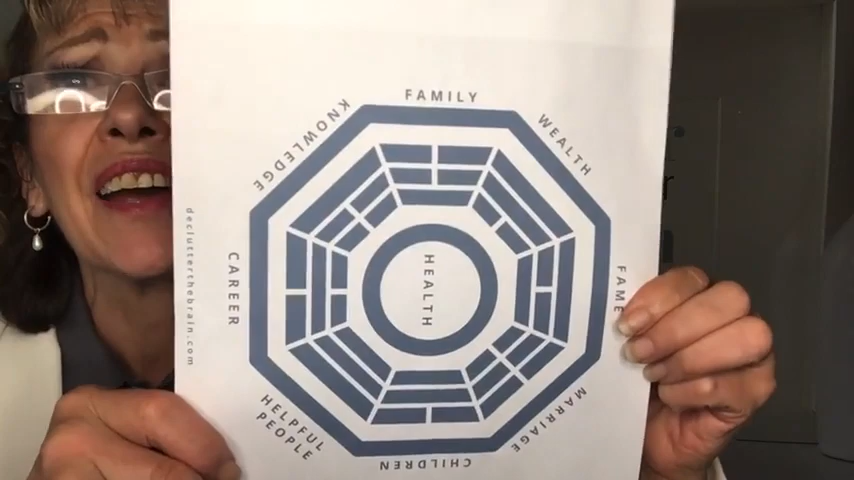 FAMILY
WEALTH
FAME
MARRIAGE
CHILDREN
HELPFUL
PEOPLE
CAREER
KNOWLEDGE
HEALTH
declutterthebrain.com